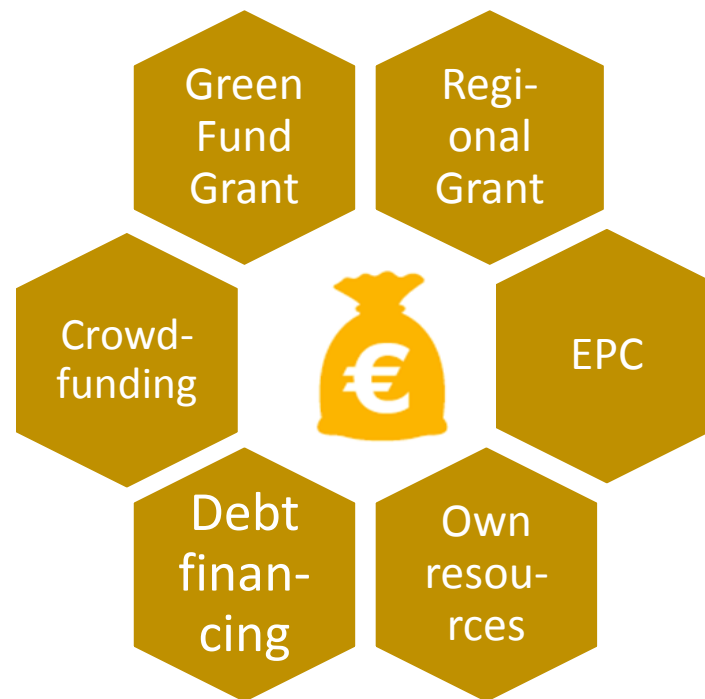 Green
Fund
Grant
Regi-
onal
Grant
Crowd-
funding
€
EPC
Debt
finan-
cing
Own
resou-
rces